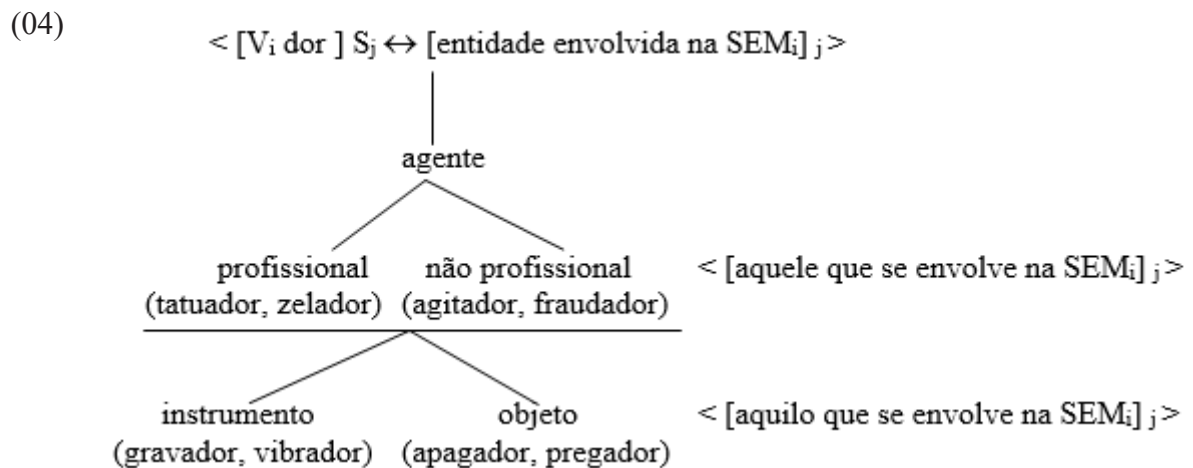 (04)
< [Vi dor ] Sj ↔ [entidade envolvida na SEMi] j >
agente
profissional não profissional < [aquele que se envolve na SEMi] j >
(tatuador, zelador) (agitador, fraudador)
instrumento objeto < [aquilo que se envolve na SEMi] j >
(gravador, vibrador) (apagador, pregador)